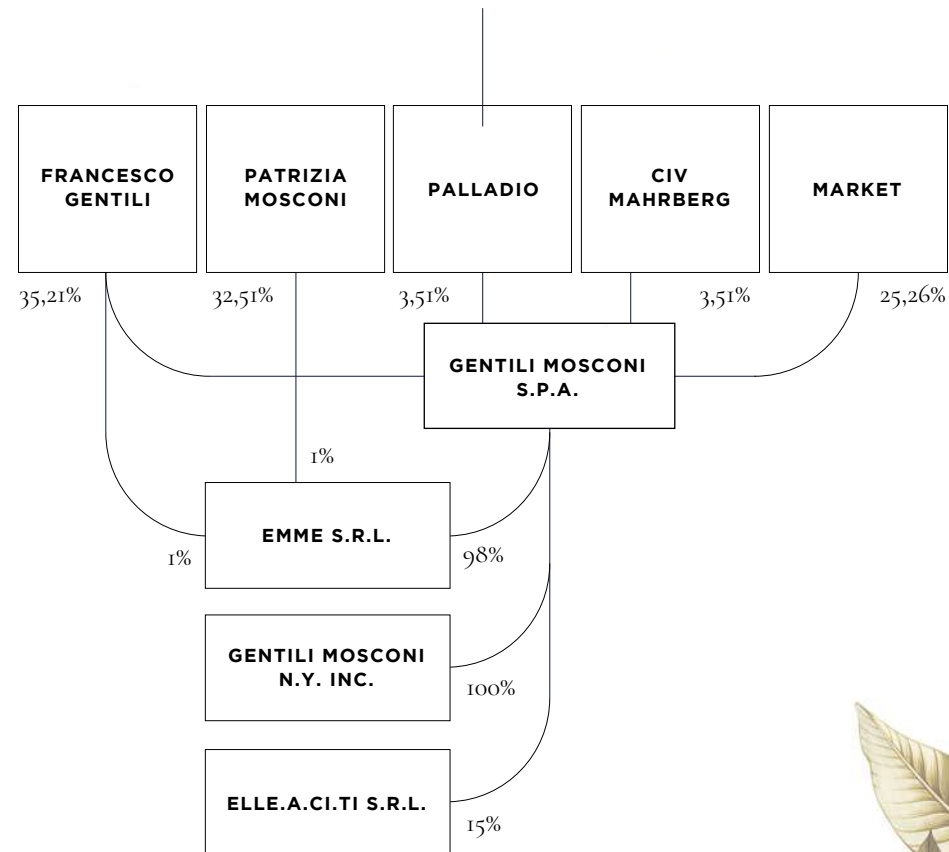 FRANCESCO
GENTILI
PATRIZIA
MOSCONI
PALLADIO
CIV
MAHRBERG
MARKET
35,21%
32,51%
3,51%
3,51%
25,26%
GENTILI MOSCONI
S.P.A.
1%
EMME S.R.L.
1%
98%
GENTILI MOSCONI
N.Y. INC.
100%
ELLE.A.CI.TI S.R.L.
15%